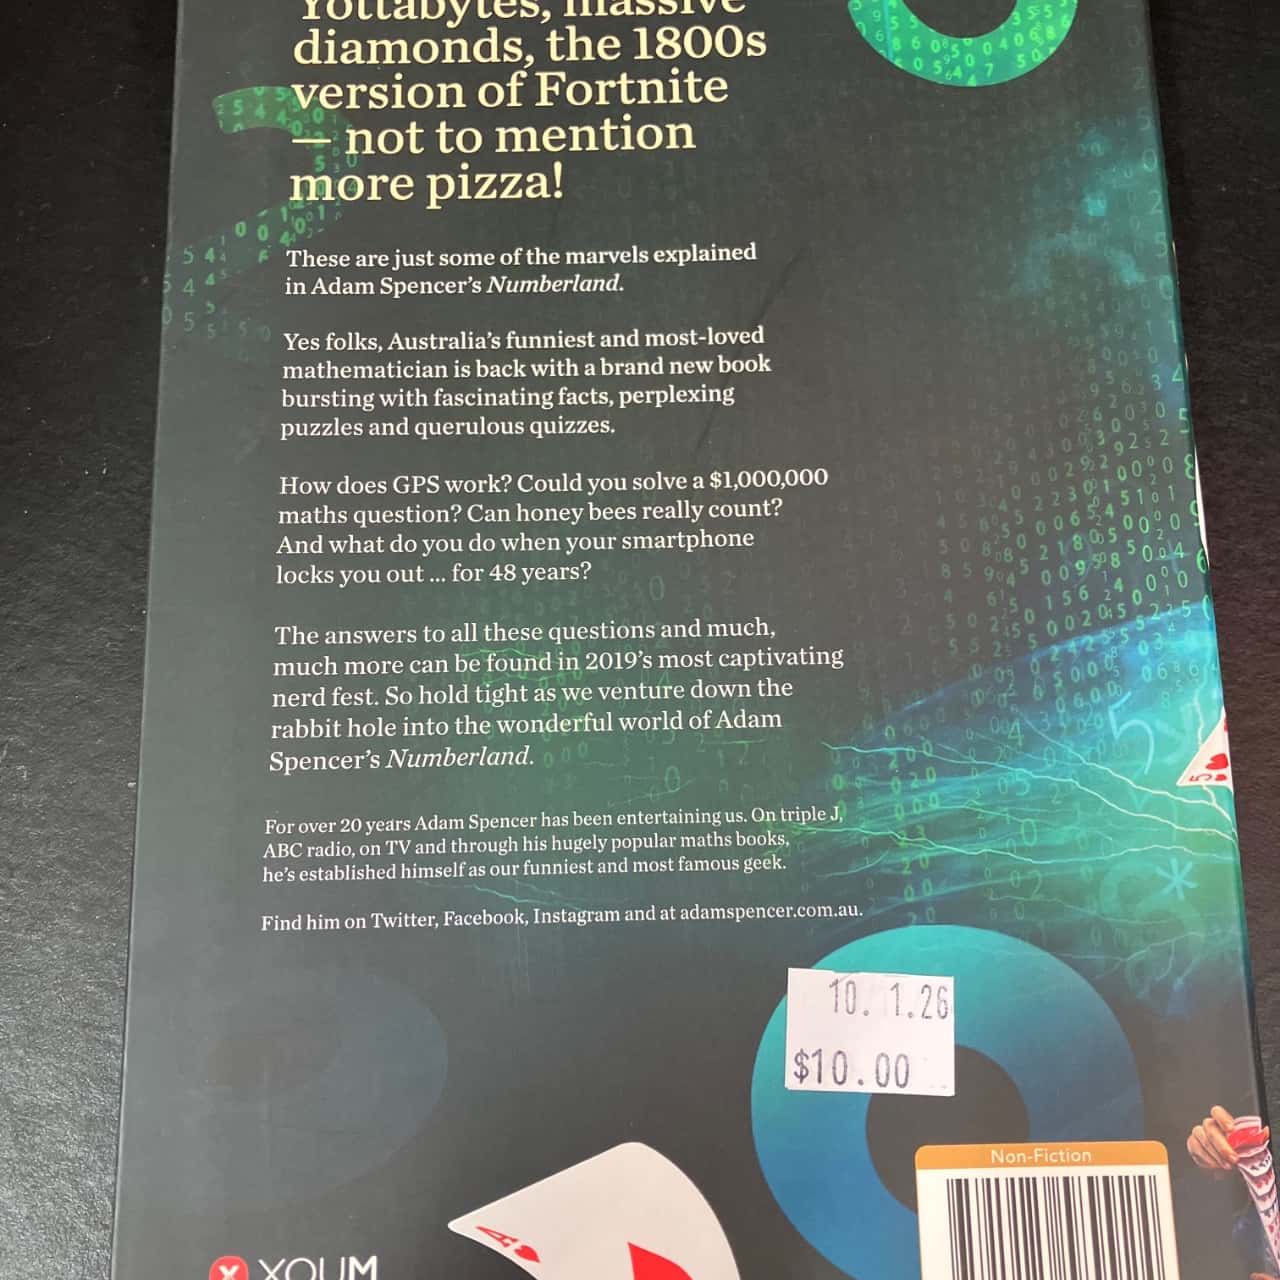 Yottabytes, massive
diamonds, the 1800s
version of Fortnite
— not to mention
more pizza!
These are just some of the marvels explained
in Adam Spencer's Numberland.
Yes folks, Australia's funniest and most-loved
mathematician is back with a brand new book
bursting with fascinating facts, perplexing
puzzles and querulous quizzes.
How does GPS work? Could you solve a $1,000,000
maths question? Can honey bees really count?
And what do you do when your smartphone
locks you out ... for 48 years?
The answers to all these questions and much,
much more can be found in 2019's most captivating
nerd fest. So hold tight as we venture down the
rabbit hole into the wonderful world of Adam
Spencer's Numberland.
For over 20 years Adam Spencer has been entertaining us. On triple J,
ABC radio, on TV and through his hugely popular maths books,
he's established himself as our funniest and most famous geek.
Find him on Twitter, Facebook, Instagram and at adamspencer.com.au.
10. 1.26
$10.00
Non-Fiction
A
5
X XOUM